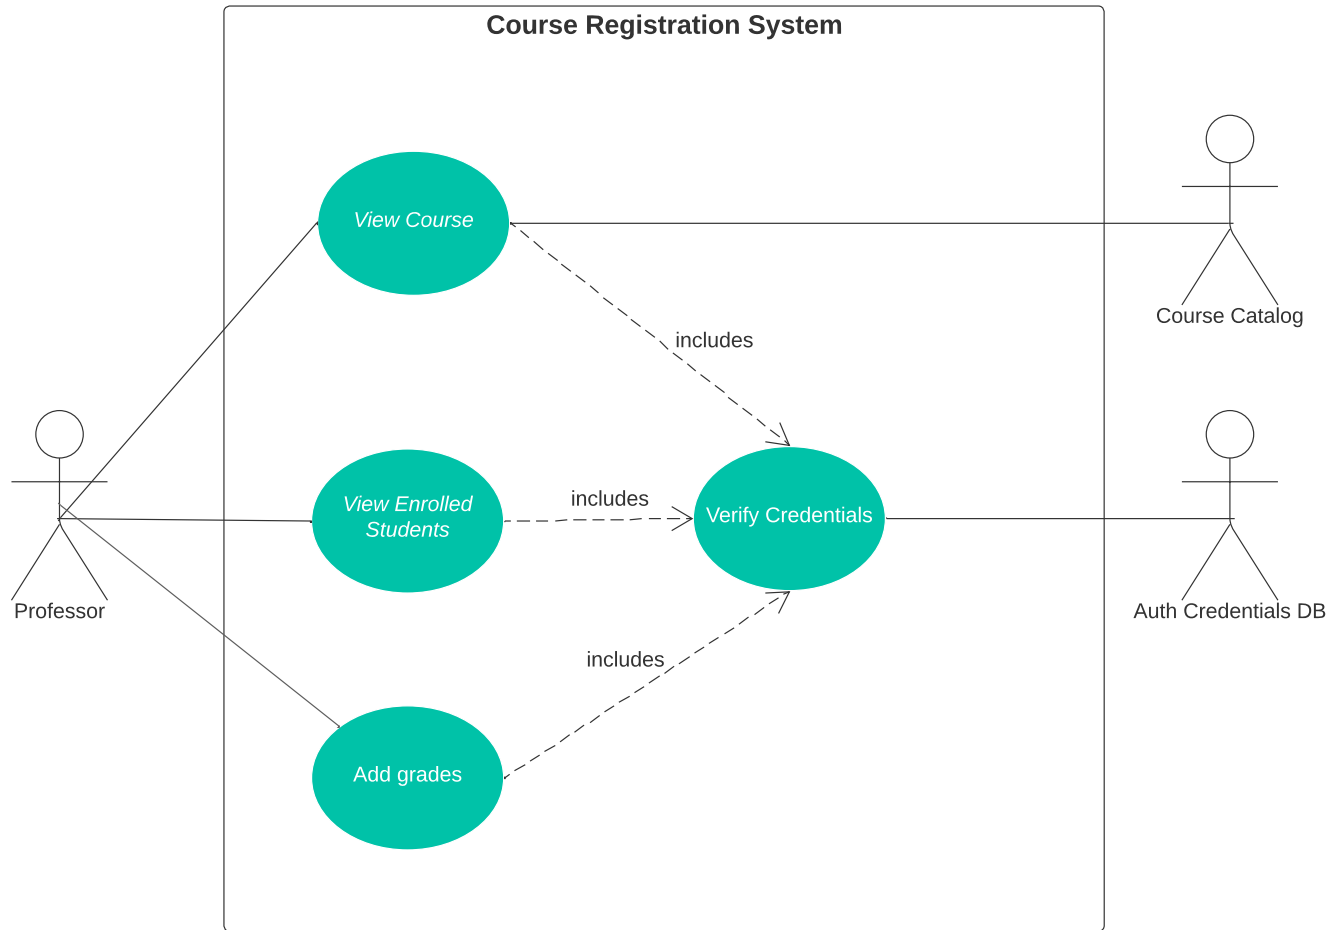 Course Registration System
View Course
Course Catalog
includes
View Enrolled
Students
includes
Verify Credentials
Professor
Auth Credentials DB
includes
Add grades